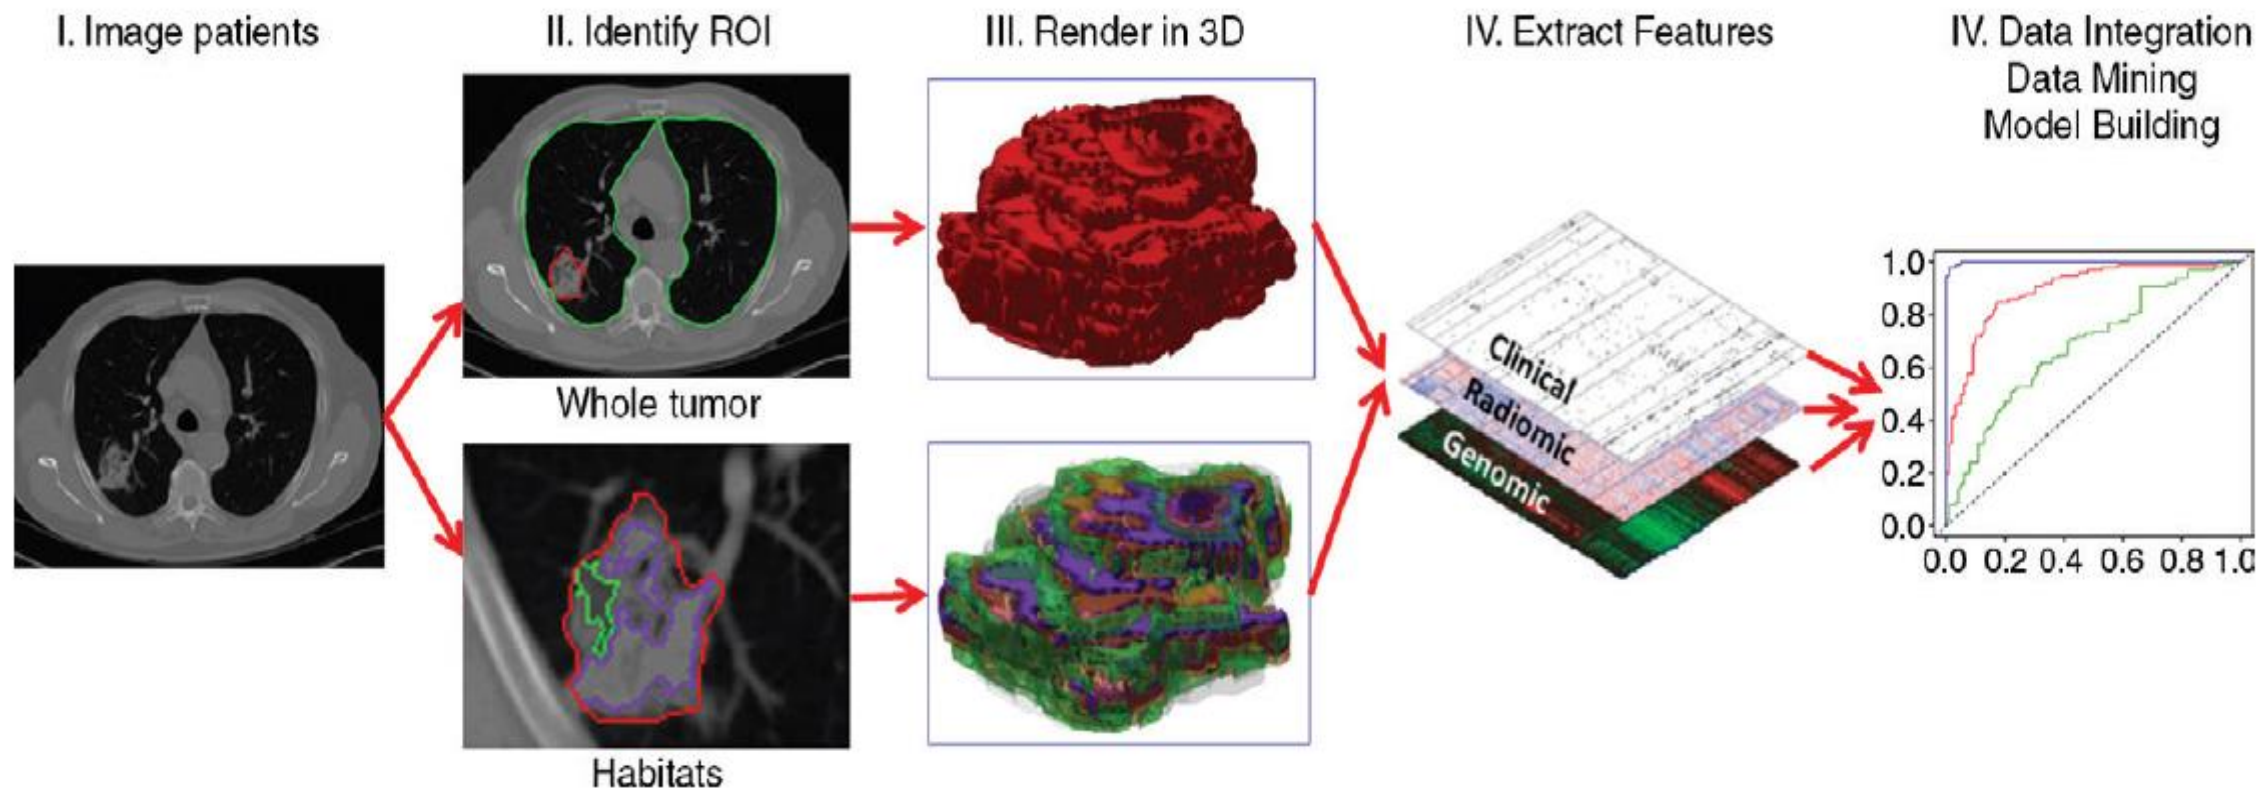 I. Image patients
II. Identify ROI
III. Render in 3D
IV. Extract Features
IV. Data Integration
Data Mining
Model Building
Whole tumor
Habitats
Clinical
Radiomic
Genomic
1.0
0.8
0.6
0.4
0.2
0.0
0.0 0.2 0.4 0.6 0.8 1.0